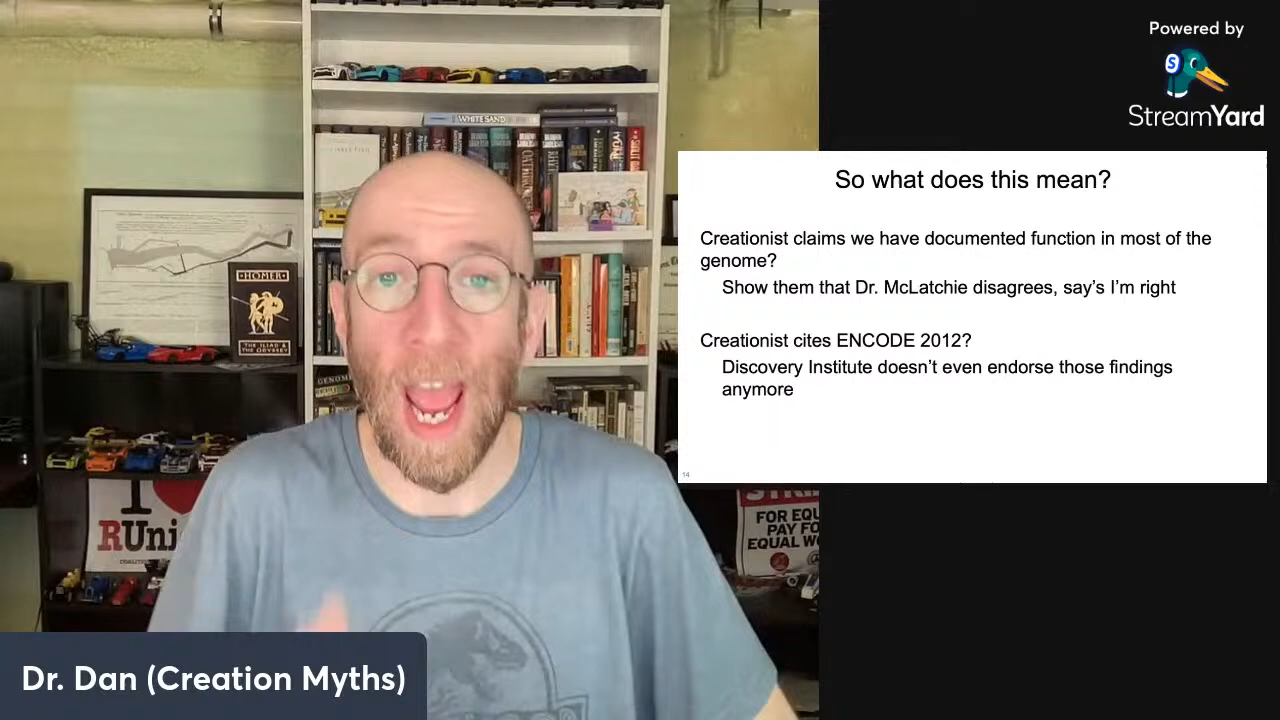 Powered by
S
StreamYard
WHITE SAND
So what does this mean?
Creationist claims we have documented function in most of the
genome?
Show them that Dr. McLatchie disagrees, say's I'm right
Creationist cites ENCODE 2012?
Discovery Institute doesn't even endorse those findings
anymore
14
HOMER
THE ILIAD &
THE ODYSSEY
I
RUni
FOR EQU
PAY FO
EQUAL WO
Dr. Dan (Creation Myths)